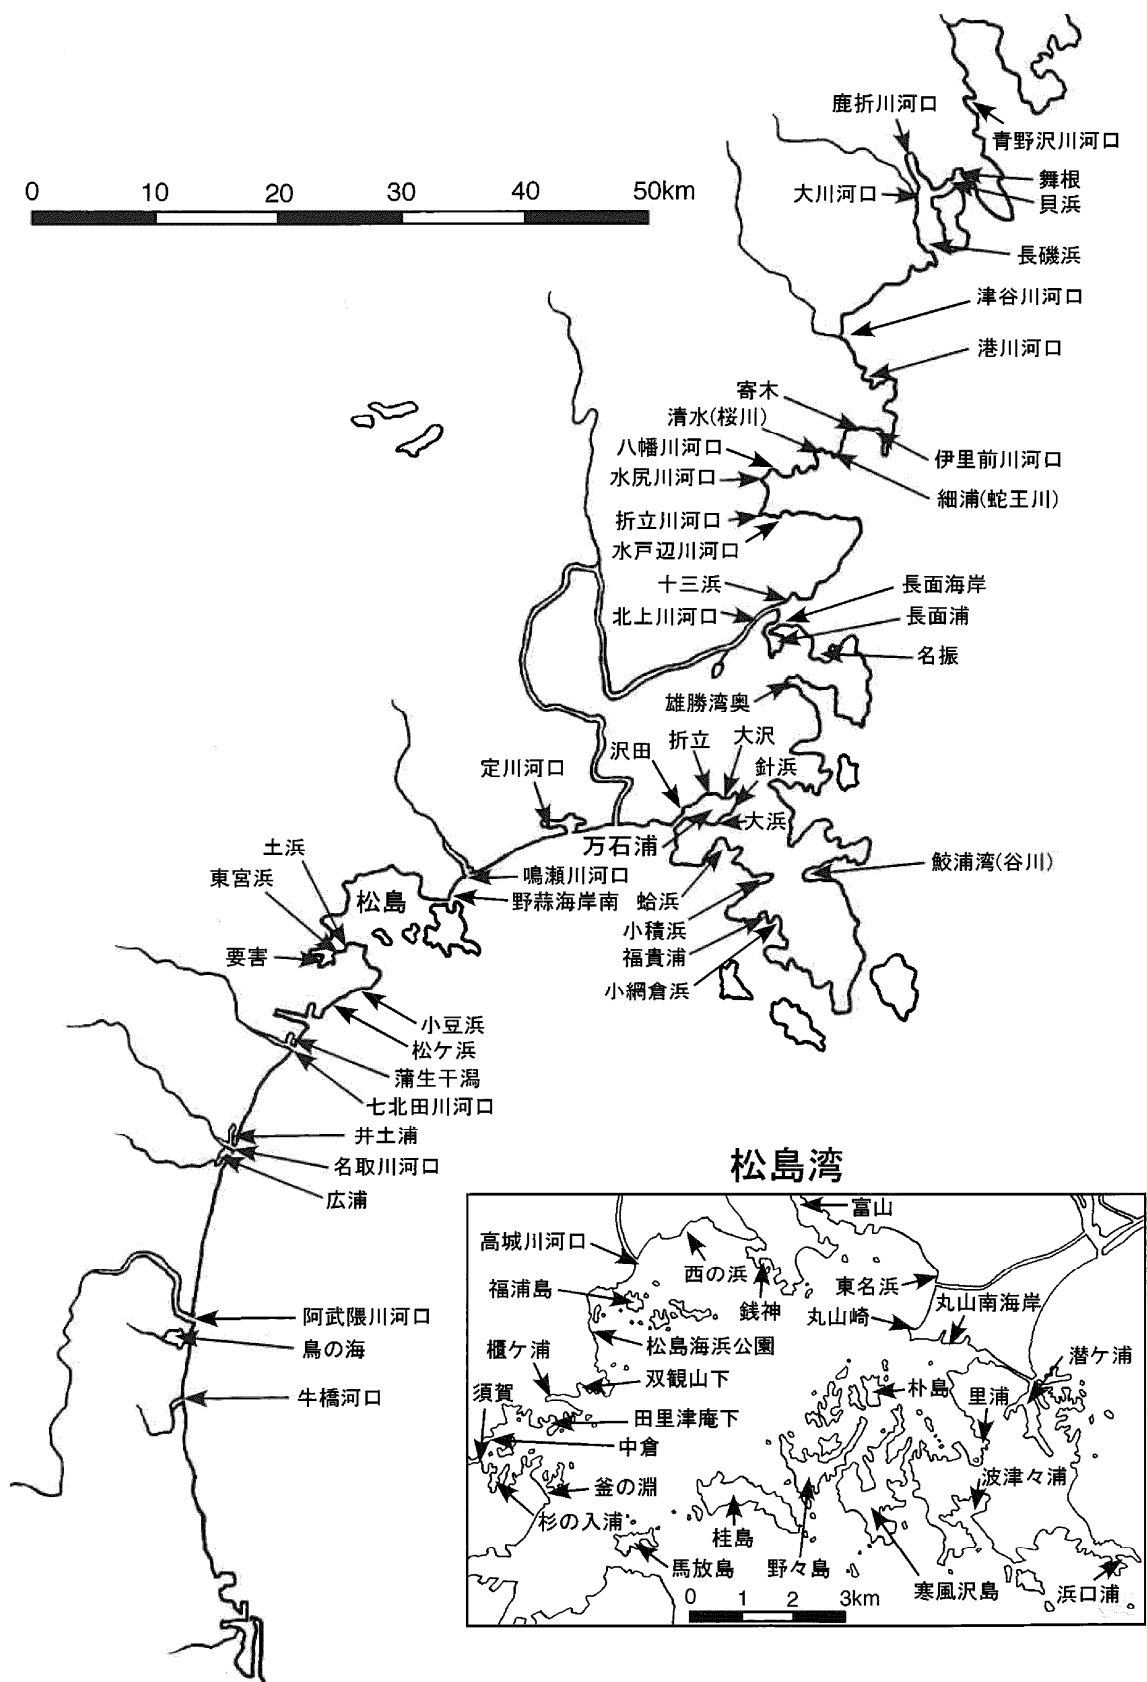 鹿折川河口
青野沢川河口
舞根
大川河口
貝浜
0 10 20 30 40 50km
長磯浜
津谷川河口
港川河口
寄木
清水(桜川)
八幡川河口
伊里前川河口
水尻川河口
細浦(蛇王川)
折立川河口
水戸辺川河口
十三浜
長面海岸
北上川河口
長面浦
名振
雄勝湾奥
大沢
折立
沢田
定川河口
針浜
大浜
万石浦
土浜
鮫浦湾(谷川)
東宮浜
鳴瀬川河口
松島
野蒜海岸南
蛤浜
小積浜
要害
福貴浦
小網倉浜
小豆浜
松ケ浜
蒲生干潟
七北田川河口
井土浦
名取川河口
広浦
阿武隈川河口
鳥の海
牛橋河口
松島湾
富山
高城川河口
西の浜
東名浜
福浦島
銭神
丸山南海岸
丸山崎
松島海浜公園
櫃ケ浦
潜ケ浦
双観山下
須賀
朴島
里浦
田里津庵下
中倉
波津々浦
釜の淵
杉の入浦
桂島
馬放島
野々島
寒風沢島
浜口浦
0 1 2 3km